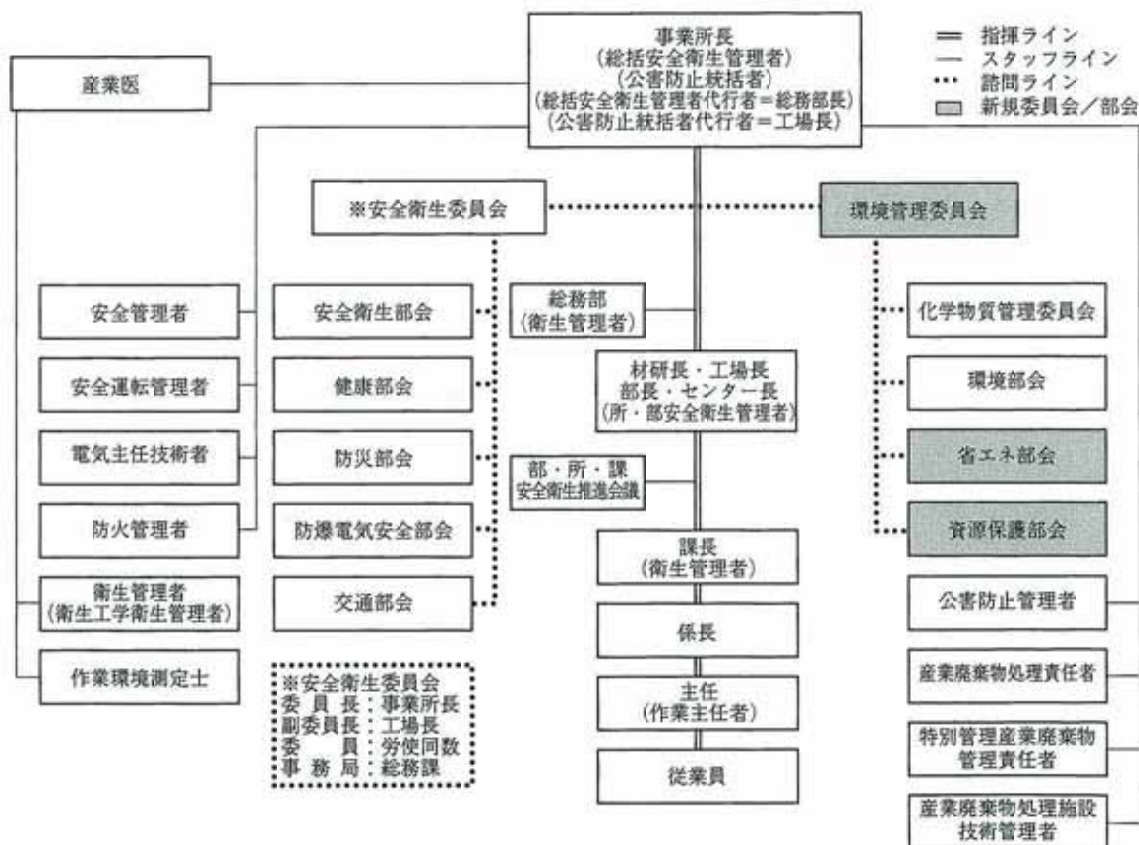 事業所長
(総括安全衛生管理者)
(公害防止統括者)
(総括安全衛生管理者代行者=総務部長)
(公害防止統括者代行者=工場長)
指揮ライン
スタッフライン
諮問ライン
新規委員会/部会
産業医
※安全衛生委員会
環境管理委員会
安全管理者
安全運転管理者
電気主任技術者
防火管理者
衛生管理者
(衛生工学衛生管理者)
作業環境測定士
安全衛生部会
健康部会
防災部会
防爆電気安全部会
交通部会
※安全衛生委員会
委員長:事業所長
副委員長:工場長
委員:労使同数
事務局:総務課
総務部
(衛生管理者)
材研長・工場長
部長・センター長
(所・部安全衛生管理者)
部・所・課
安全衛生推進会議
課長
(衛生管理者)
係長
主任
(作業主任者)
従業員
化学物質管理委員会
環境部会
省エネ部会
資源保護部会
公害防止管理者
産業廃棄物処理責任者
特別管理産業廃棄物
管理責任者
産業廃棄物処理施設
技術管理者